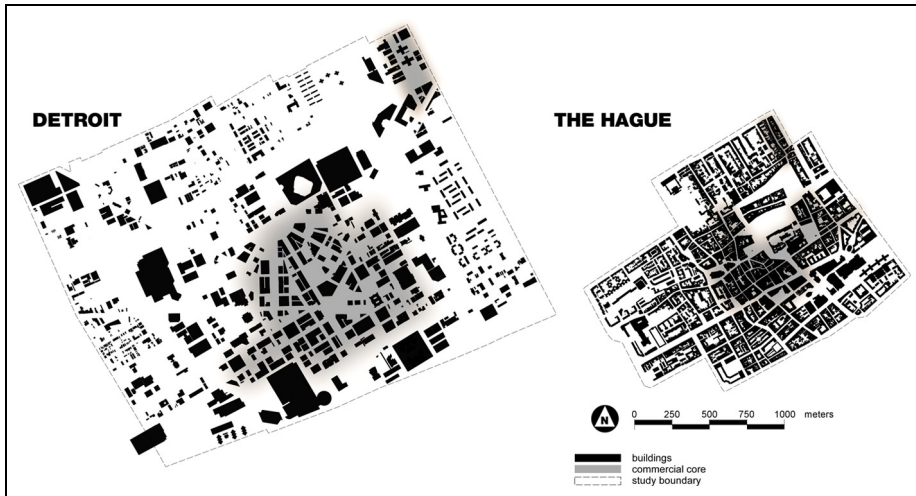 DETROIT
THE HAGUE
N
0 250 500 750 1000 meters
buildings
commercial core
study boundary